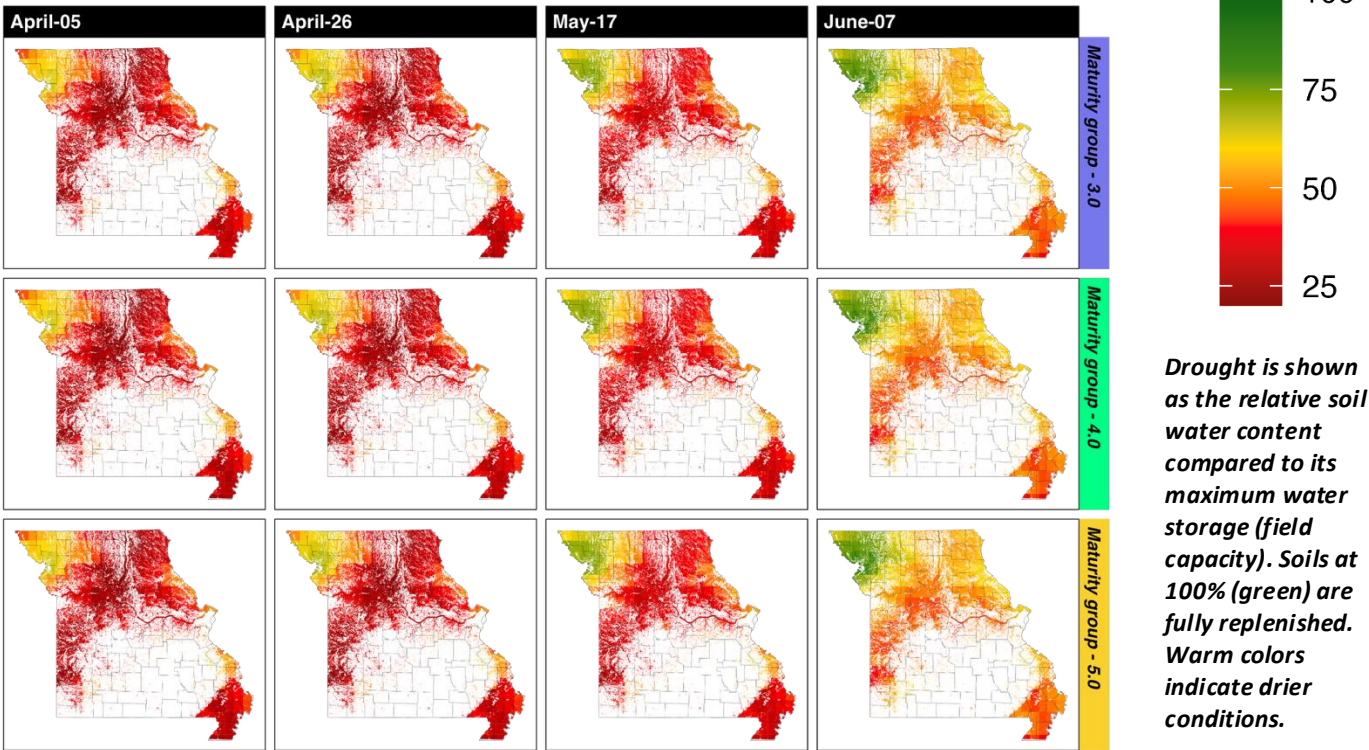 April-05
April-26
May-17
June-07
Maturity group - 3.0
Maturity group - 4.0
Maturity group - 5.0
75
50
25
Drought is shown
as the relative soil
water content
compared to its
maximum water
storage (field
capacity). Soils at
100% (green) are
fully replenished.
Warm colors
indicate drier
conditions.